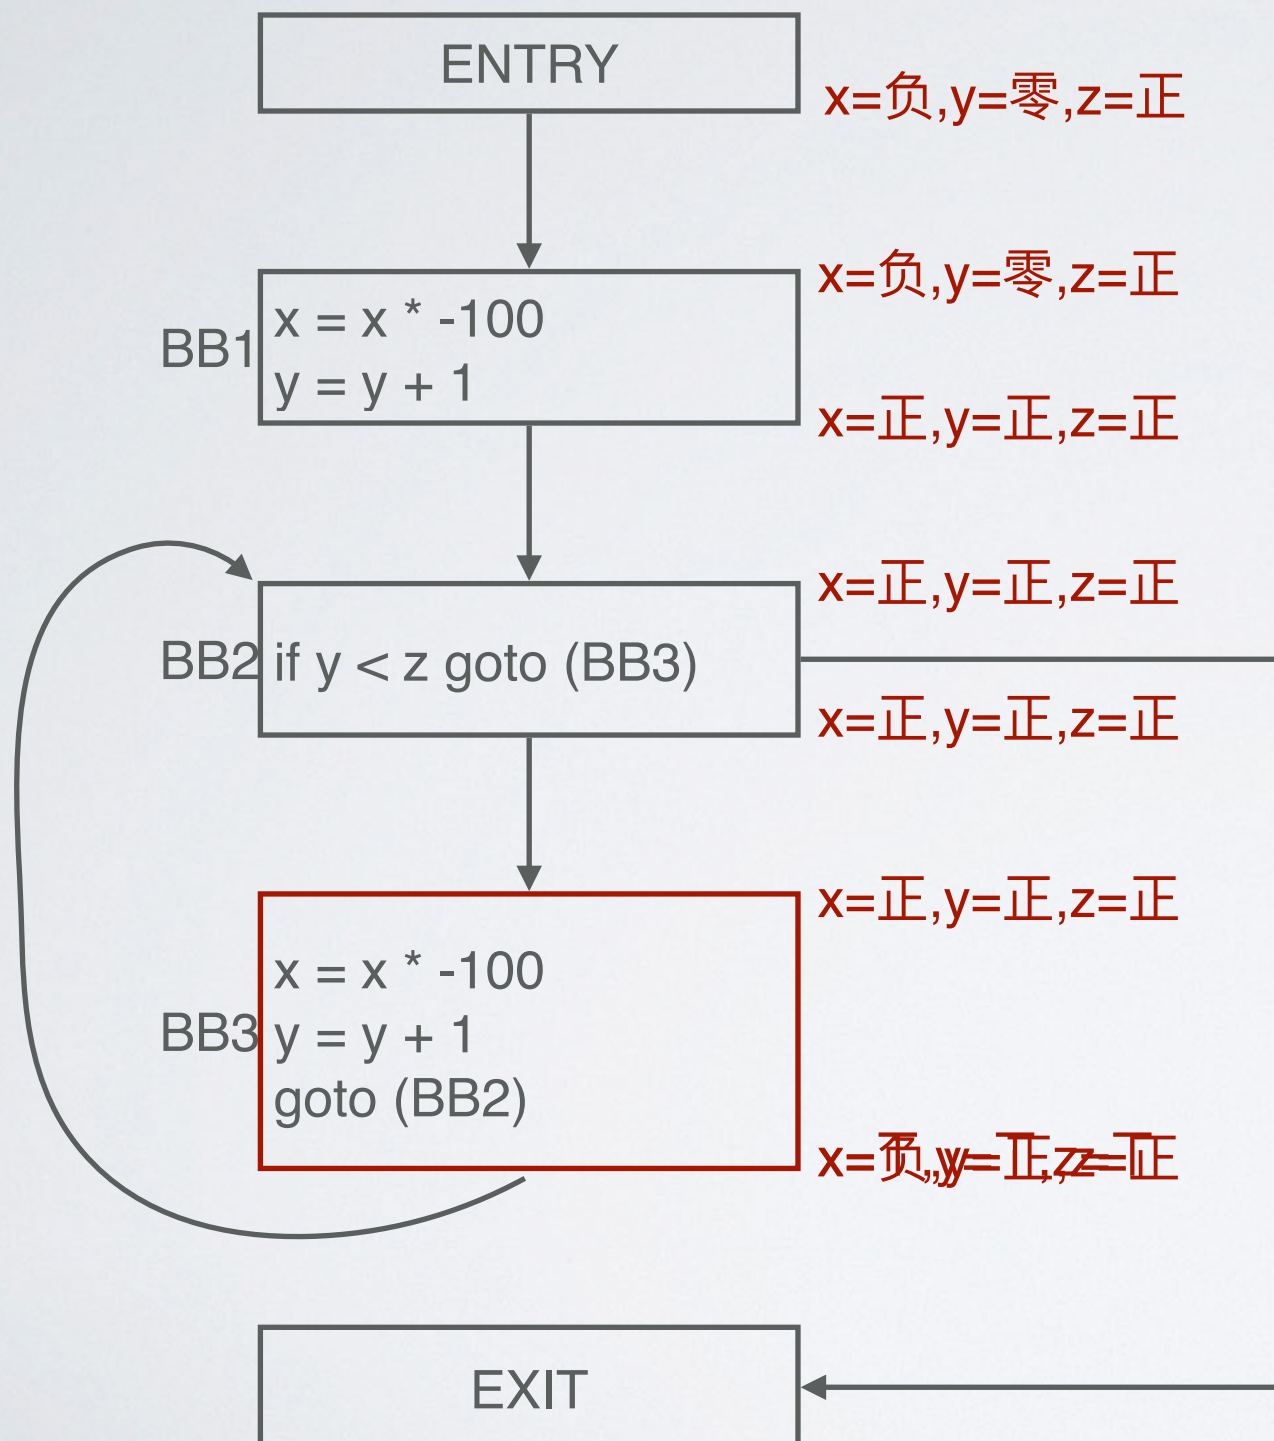 ENTRY
x=负,y=零,z=正
x=负,y=零,z=正
BB1
x = x * -100
y = y + 1
x=正,y=正,z=正
x=正,y=正,z=正
BB2
if y < z goto (BB3)
x=正,y=正,z=正
x=正,y=正,z=正
BB3
x = x * -100
y = y + 1
goto (BB2)
EXIT